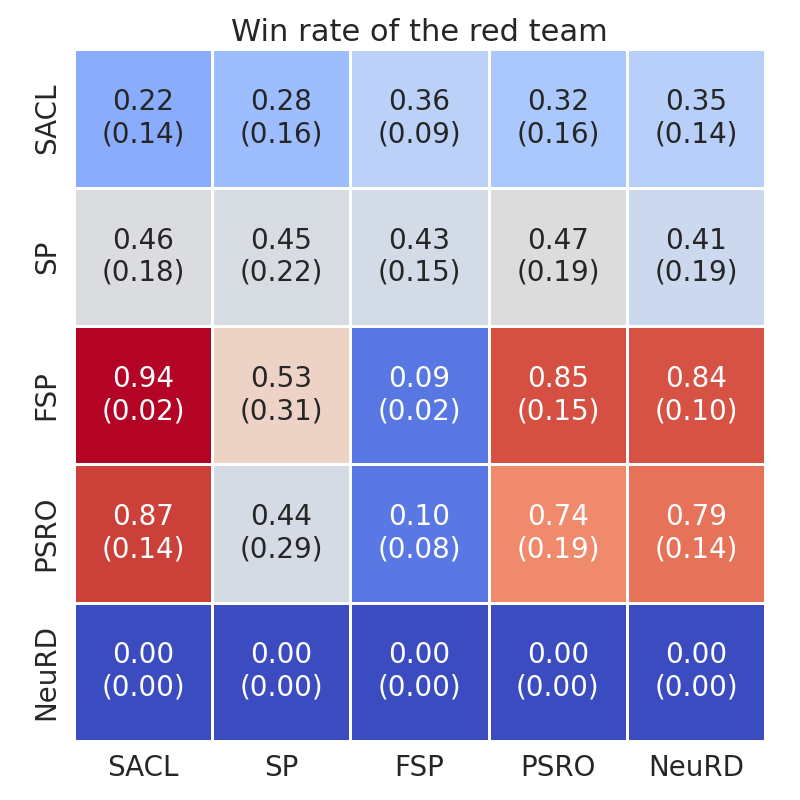 Win rate of the red team
SACL
0.22 0.28 0.36 0.32 0.35
(0.14) (0.16) (0.09) (0.16) (0.14)
SP
0.46 0.45 0.43 0.47 0.41
(0.18) (0.22) (0.15) (0.19) (0.19)
FSP
0.94 0.53 0.09 0.85 0.84
(0.02) (0.31) (0.02) (0.15) (0.10)
PSRO
0.87 0.44 0.10 0.74 0.79
(0.14) (0.29) (0.08) (0.19) (0.14)
NeuRD
0.00 0.00 0.00 0.00 0.00
(0.00) (0.00) (0.00) (0.00) (0.00)
SACL SP FSP PSRO NeuRD